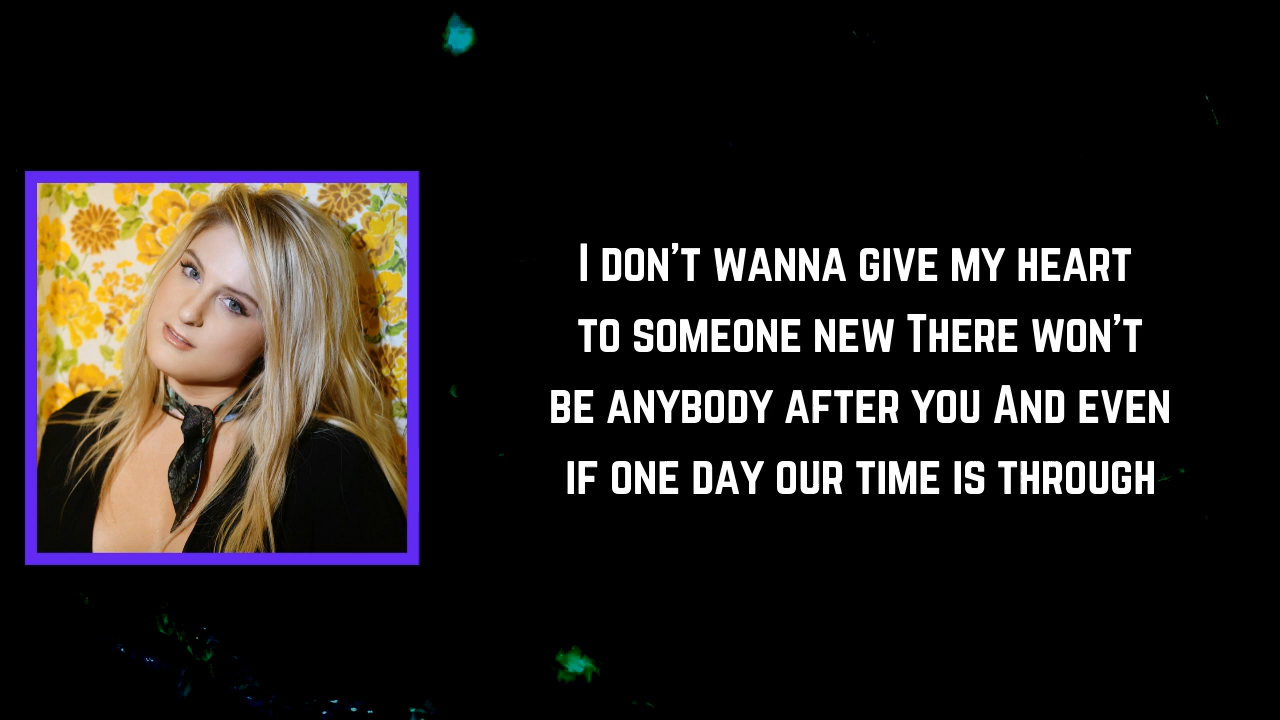 I DON'T WANNA GIVE MY HEART
TO SOMEONE NEW THERE WON'T
BE ANYBODY AFTER YOU AND EVEN
IF ONE DAY OUR TIME IS THROUGH